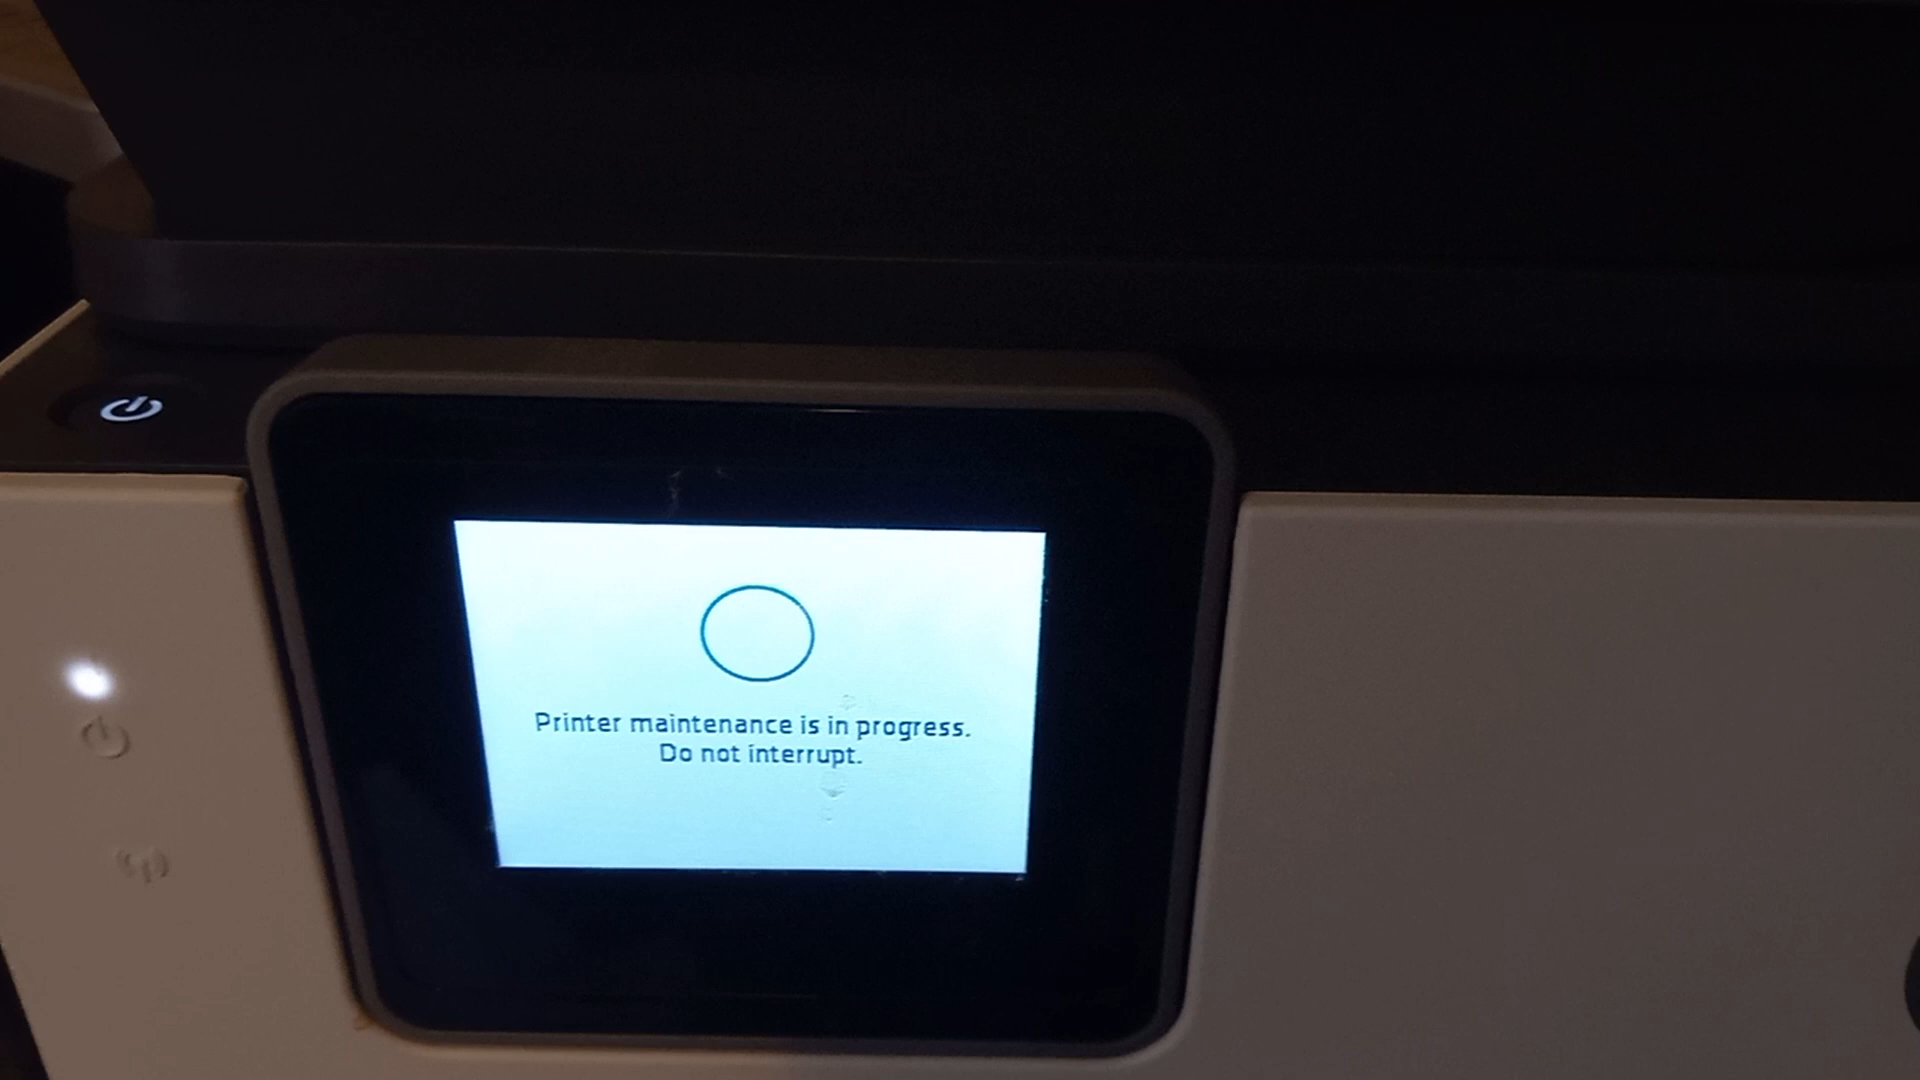 Printer maintenance is in progress.
Do not interrupt.